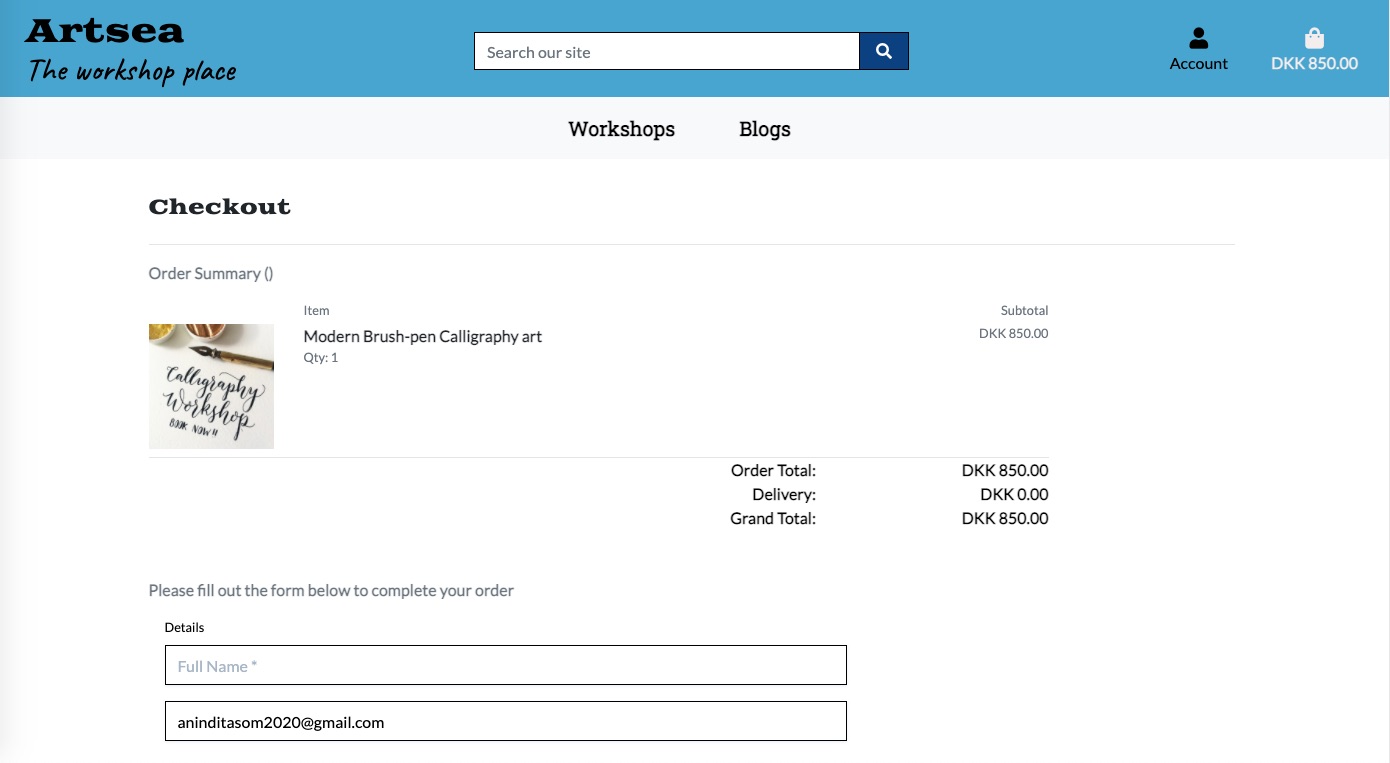 Artsea
The workshop place
Search our site
Account
DKK 850.00
Workshops
Blogs
Checkout
Order Summary ()
Item
Subtotal
Modern Brush-pen Calligraphy art
DKK 850.00
Qty: 1
Calligraphy
Workshop
BOOK NOW!!
Order Total:
DKK 850.00
Delivery:
DKK 0.00
Grand Total:
DKK 850.00
Please fill out the form below to complete your order
Details
Full Name *
aninditasom2020@gmail.com